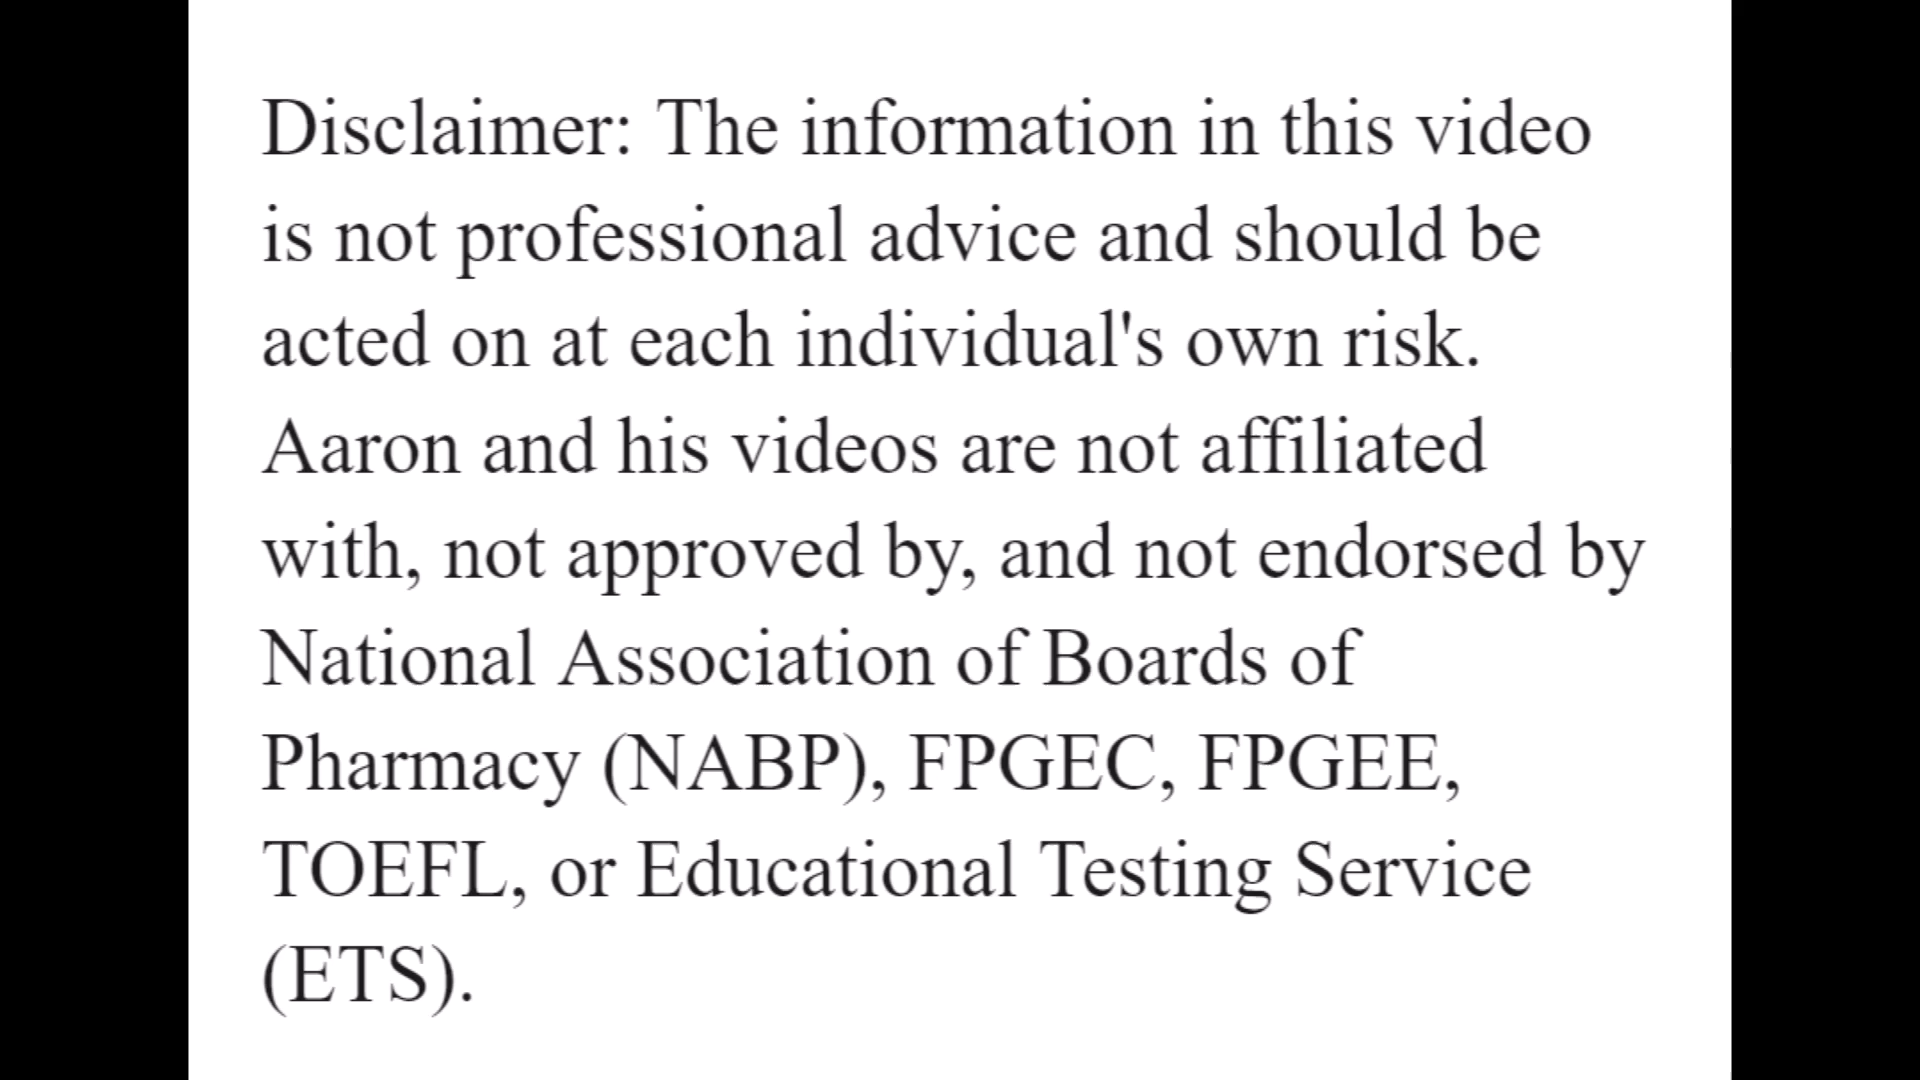 Disclaimer: The information in this video
is not professional advice and should be
acted on at each individual's own risk.
Aaron and his videos are not affiliated
with, not approved by, and not endorsed by
National Association of Boards of
Pharmacy (NABP), FPGEC, FPGEE,
TOEFL, or Educational Testing Service
(ETS).